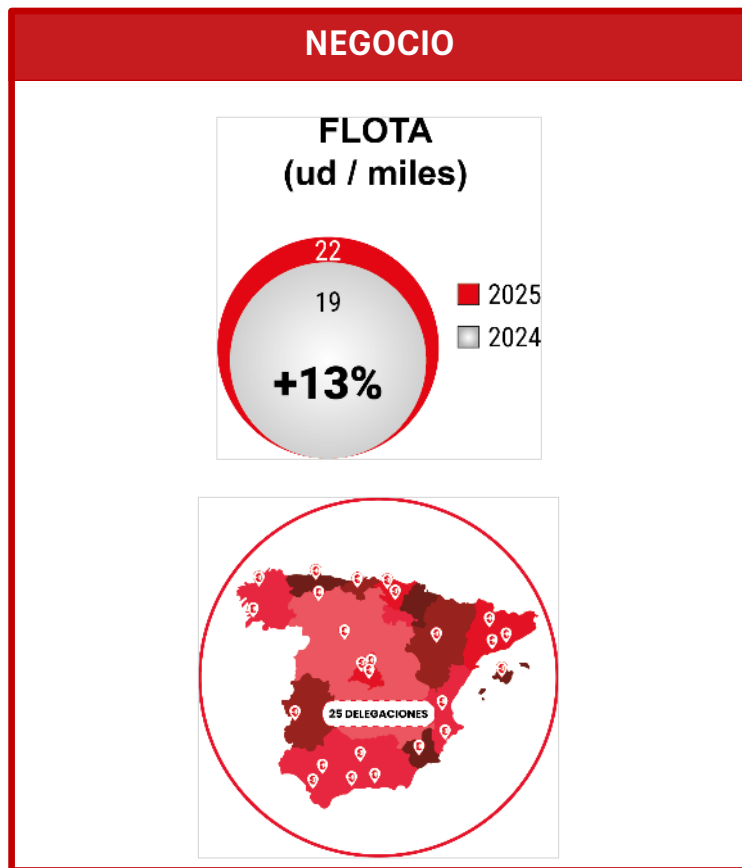 NEGOCIO
FLOTA
(ud / miles)
22
19
+13%
2025
2024
25 DELEGACIONES